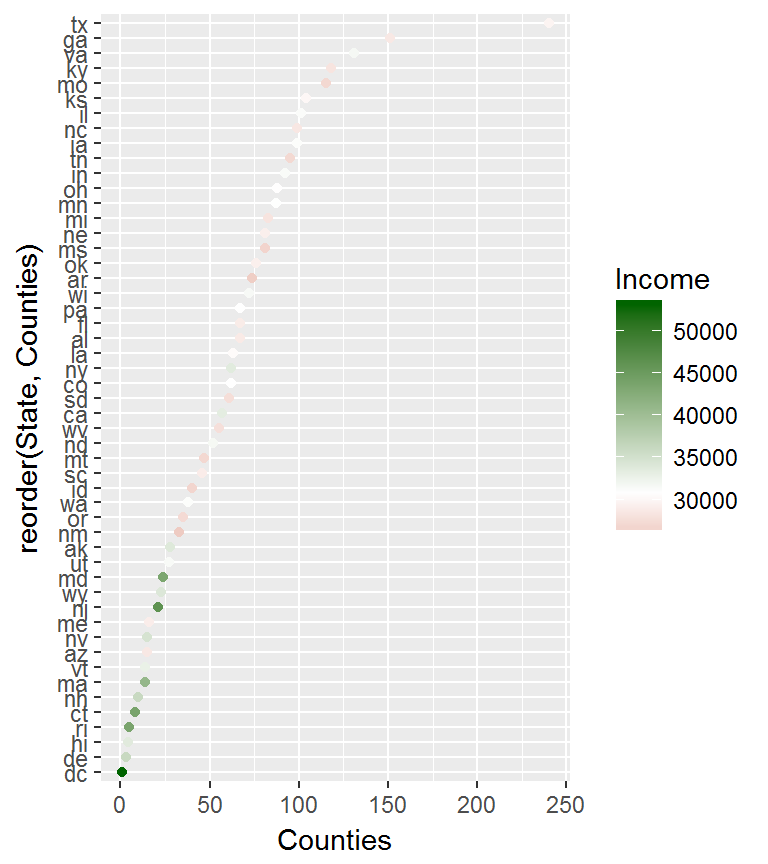 reorder(State, Counties)
tx
ga
va
ky
mo
ks
il
nc
ia
tn
in
oh
mn
mi
ne
ms
ok
ar
wi
pa
fl
al
la
ny
co
sd
ca
wv
nd
mt
sc
id
wa
or
nm
ak
ut
md
wy
nj
me
nv
az
vt
ma
nh
ct
ri
hi
de
dc
0 50 100 150 200 250
Counties
Income
50000
45000
40000
35000
30000